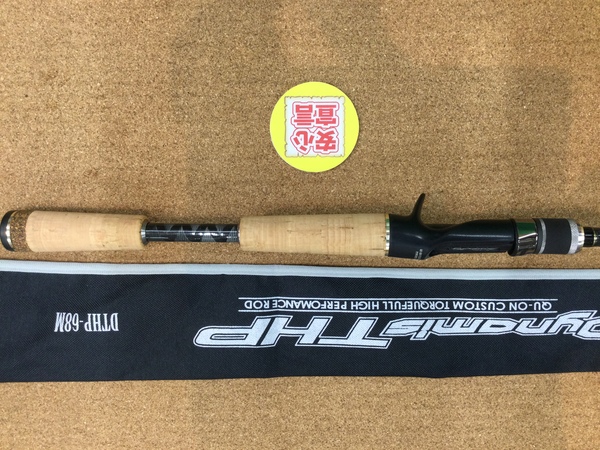 安心
宣言
DynamisTHP
QU-ON CUSTOM TORQUEFULL HIGH PERFOMANCE ROD
DTHP-68M